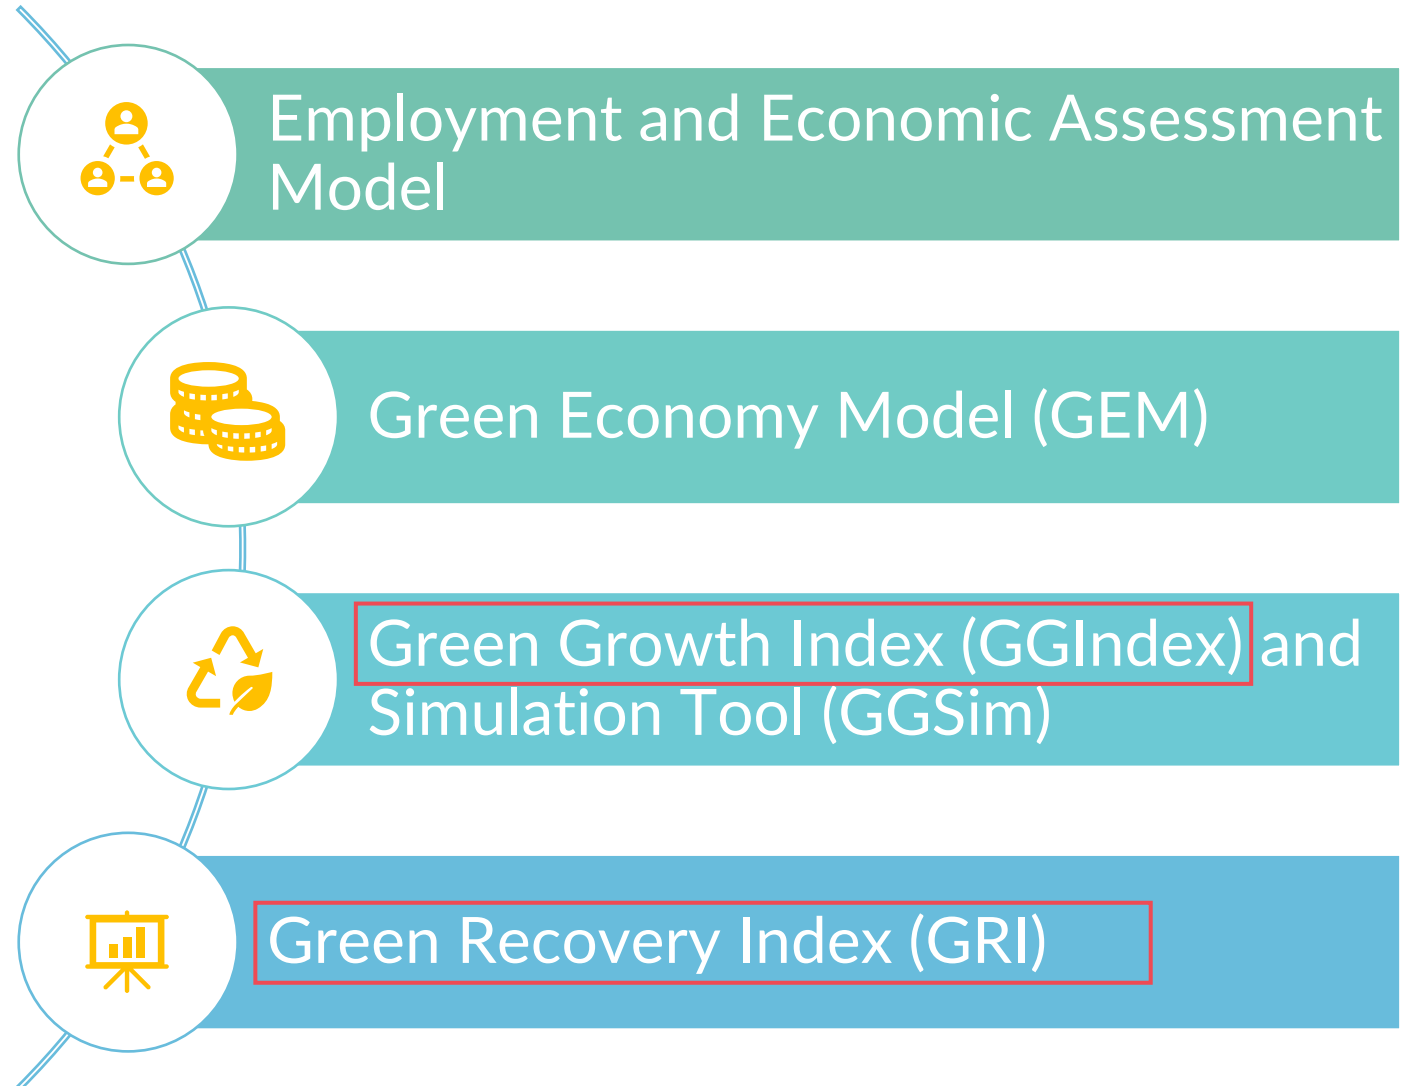 Employment and Economic Assessment
Model
Green Economy Model (GEM)
Green Growth Index (GGIndex) and
Simulation Tool (GGSim)
Green Recovery Index (GRI)